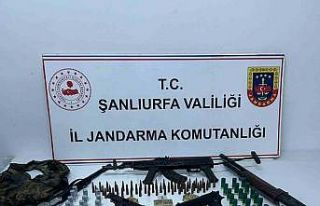 T.C.
ŞANLIURFA VALİLİĞİ
İL JANDARMA KOMUTANLIĞI